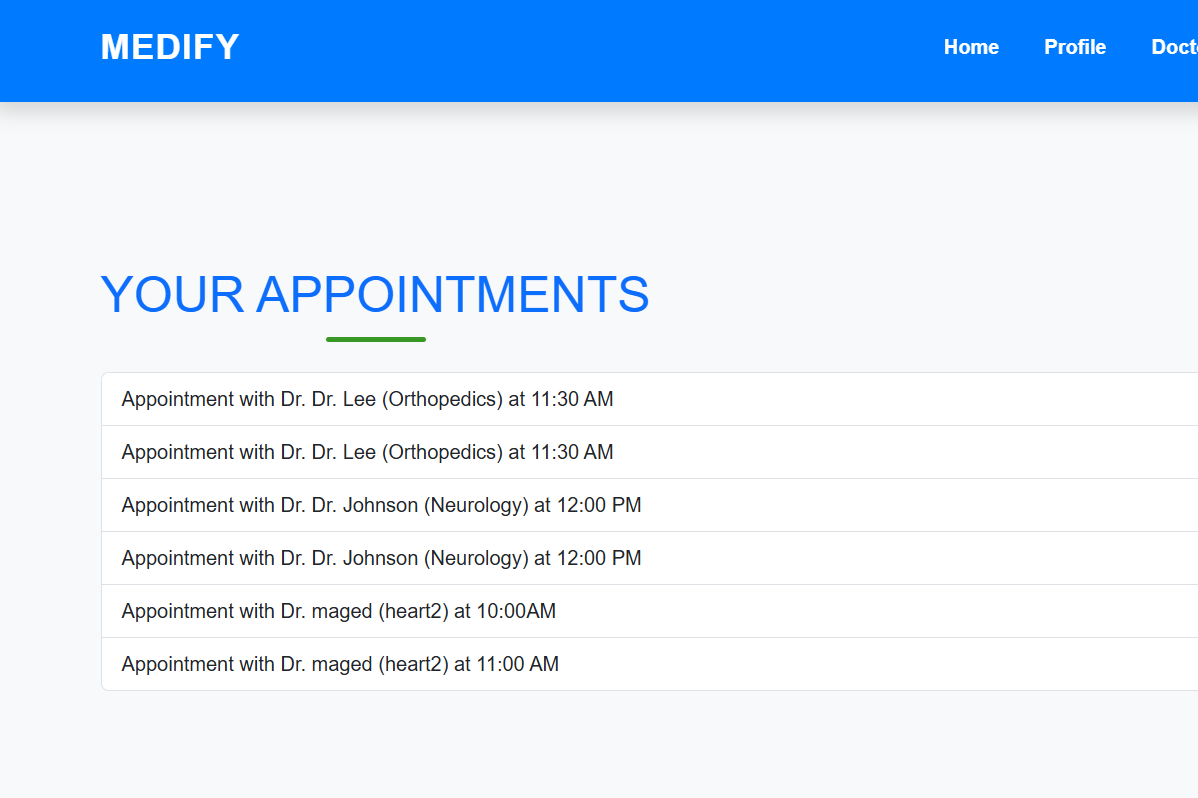 MEDIFY
Home Profile
YOUR APPOINTMENTS
Appointment with Dr. Dr. Lee (Orthopedics) at 11:30 AM
Appointment with Dr. Dr. Lee (Orthopedics) at 11:30 AM
Appointment with Dr. Dr. Johnson (Neurology) at 12:00 PM
Appointment with Dr. Dr. Johnson (Neurology) at 12:00 PM
Appointment with Dr. maged (heart2) at 10:00AM
Appointment with Dr. maged (heart2) at 11:00 AM